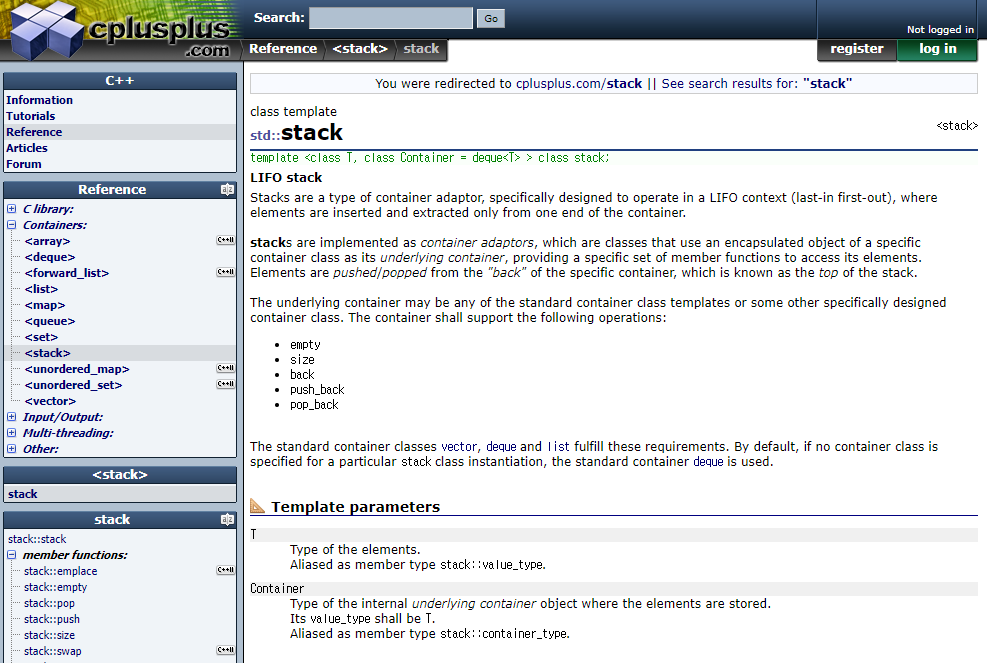 cplusplus
.com
Search:
Go
Not logged in
Reference
<stack>
stack
register
log in
C++
Information
Tutorials
Reference
Articles
Forum
Reference
C library:
Containers:
<array>
C++11
<deque>
<forward_list>
C++11
<list>
<map>
<queue>
<set>
<stack>
<unordered_map>
C++11
<unordered_set>
C++11
<vector>
Input/Output:
Multi-threading:
Other:
<stack>
stack
stack
stack::stack
member functions:
stack::emplace
C++11
stack::empty
stack::pop
stack::push
stack::size
stack::swap
C++11
You were redirected to cplusplus.com/stack || See search results for: "stack"
class template
std::stack
<stack>
template <class T, class Container = deque<T> > class stack;
LIFO stack
Stacks are a type of container adaptor, specifically designed to operate in a LIFO context (last-in first-out), where
elements are inserted and extracted only from one end of the container.
stacks are implemented as container adaptors, which are classes that use an encapsulated object of a specific
container class as its underlying container, providing a specific set of member functions to access its elements.
Elements are pushed/popped from the "back" of the specific container, which is known as the top of the stack.
The underlying container may be any of the standard container class templates or some other specifically designed
container class. The container shall support the following operations:
empty
size
back
push_back
pop_back
The standard container classes vector, deque and list fulfill these requirements. By default, if no container class is
specified for a particular stack class instantiation, the standard container deque is used.
Template parameters
T
Type of the elements.
Aliased as member type stack::value_type.
Container
Type of the internal underlying container object where the elements are stored.
Its value_type shall be T.
Aliased as member type stack::container_type.